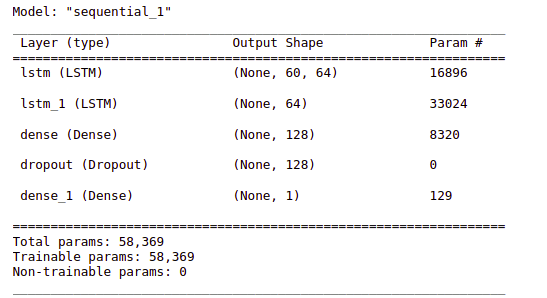 Model: "sequential_1"
Layer (type) Output Shape Param #
lstm (LSTM) (None, 60, 64) 16896
lstm_1 (LSTM) (None, 64) 33024
dense (Dense) (None, 128) 8320
dropout (Dropout) (None, 128) 0
dense_1 (Dense) (None, 1) 129
Total params: 58,369
Trainable params: 58,369
Non-trainable params: 0